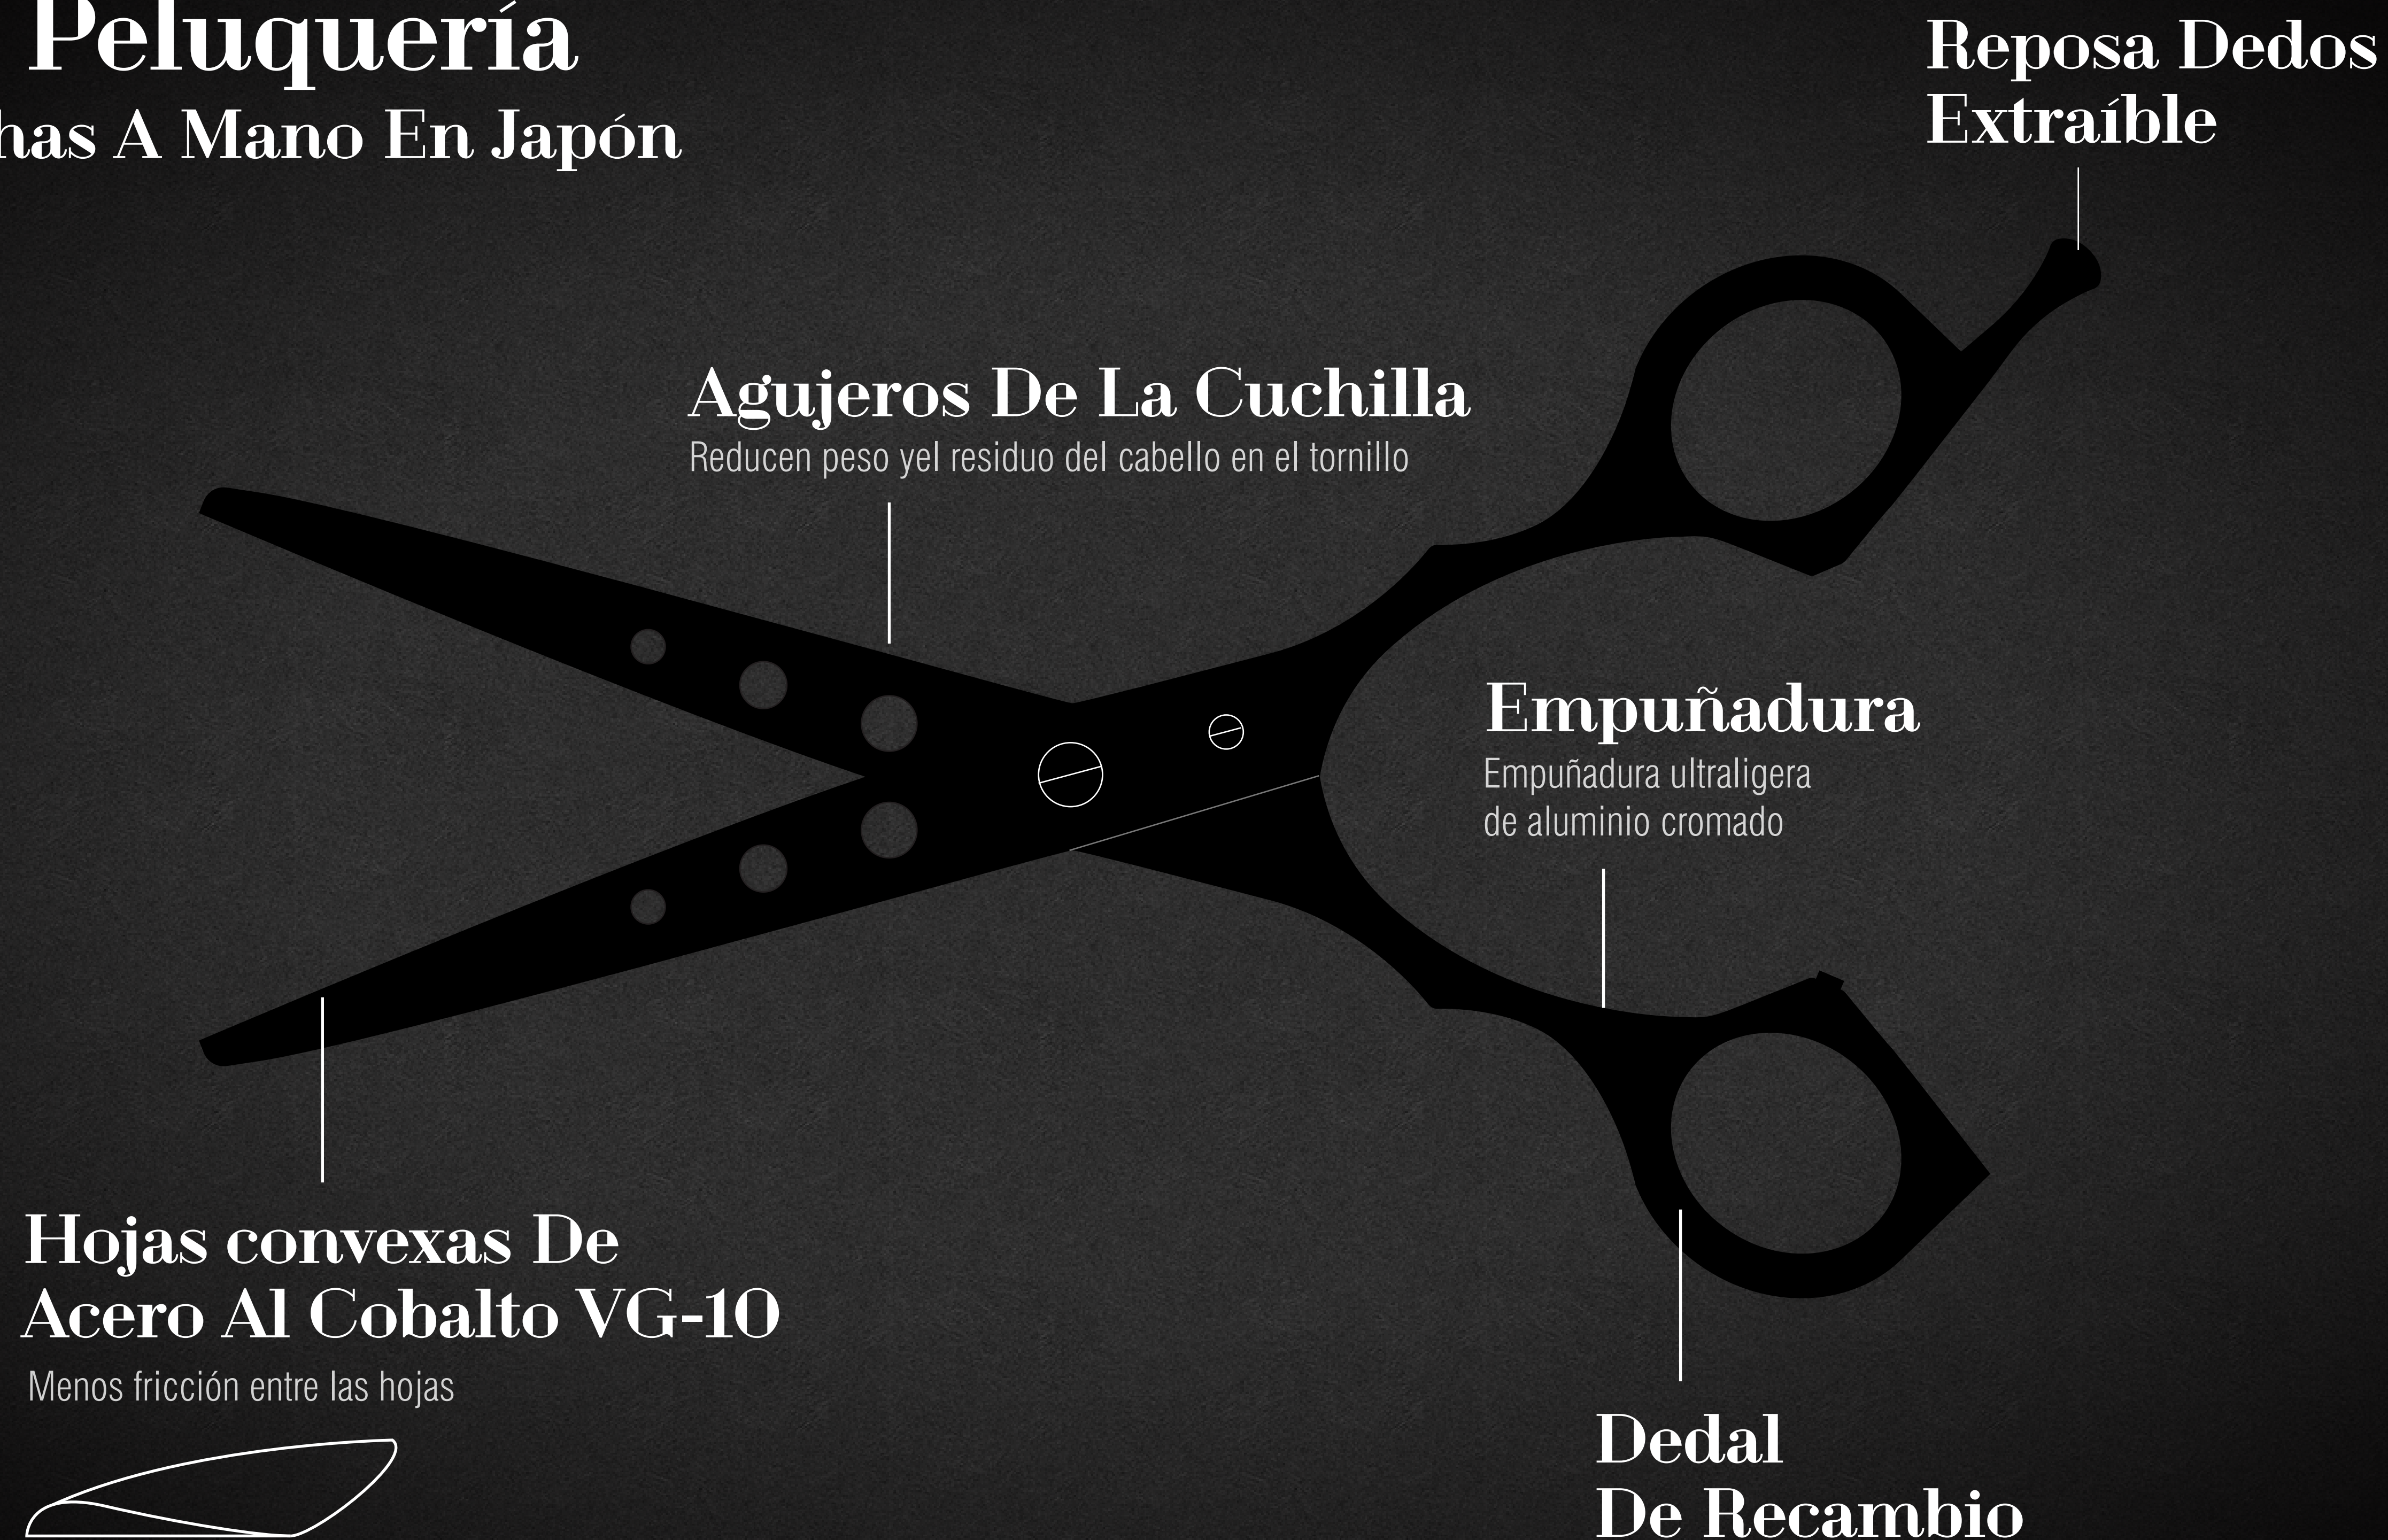 Peluquería
A Mano En Japón
Reposa Dedos
Extraíble
Agujeros De La Cuchilla
Reducen peso yel residuo del cabello en el tornillo
Empuñadura
Empuñadura ultraligera
de aluminio cromado
Hojas convexas De
Acero Al Cobalto VG-10
Menos fricción entre las hojas
Dedal
De Recambio